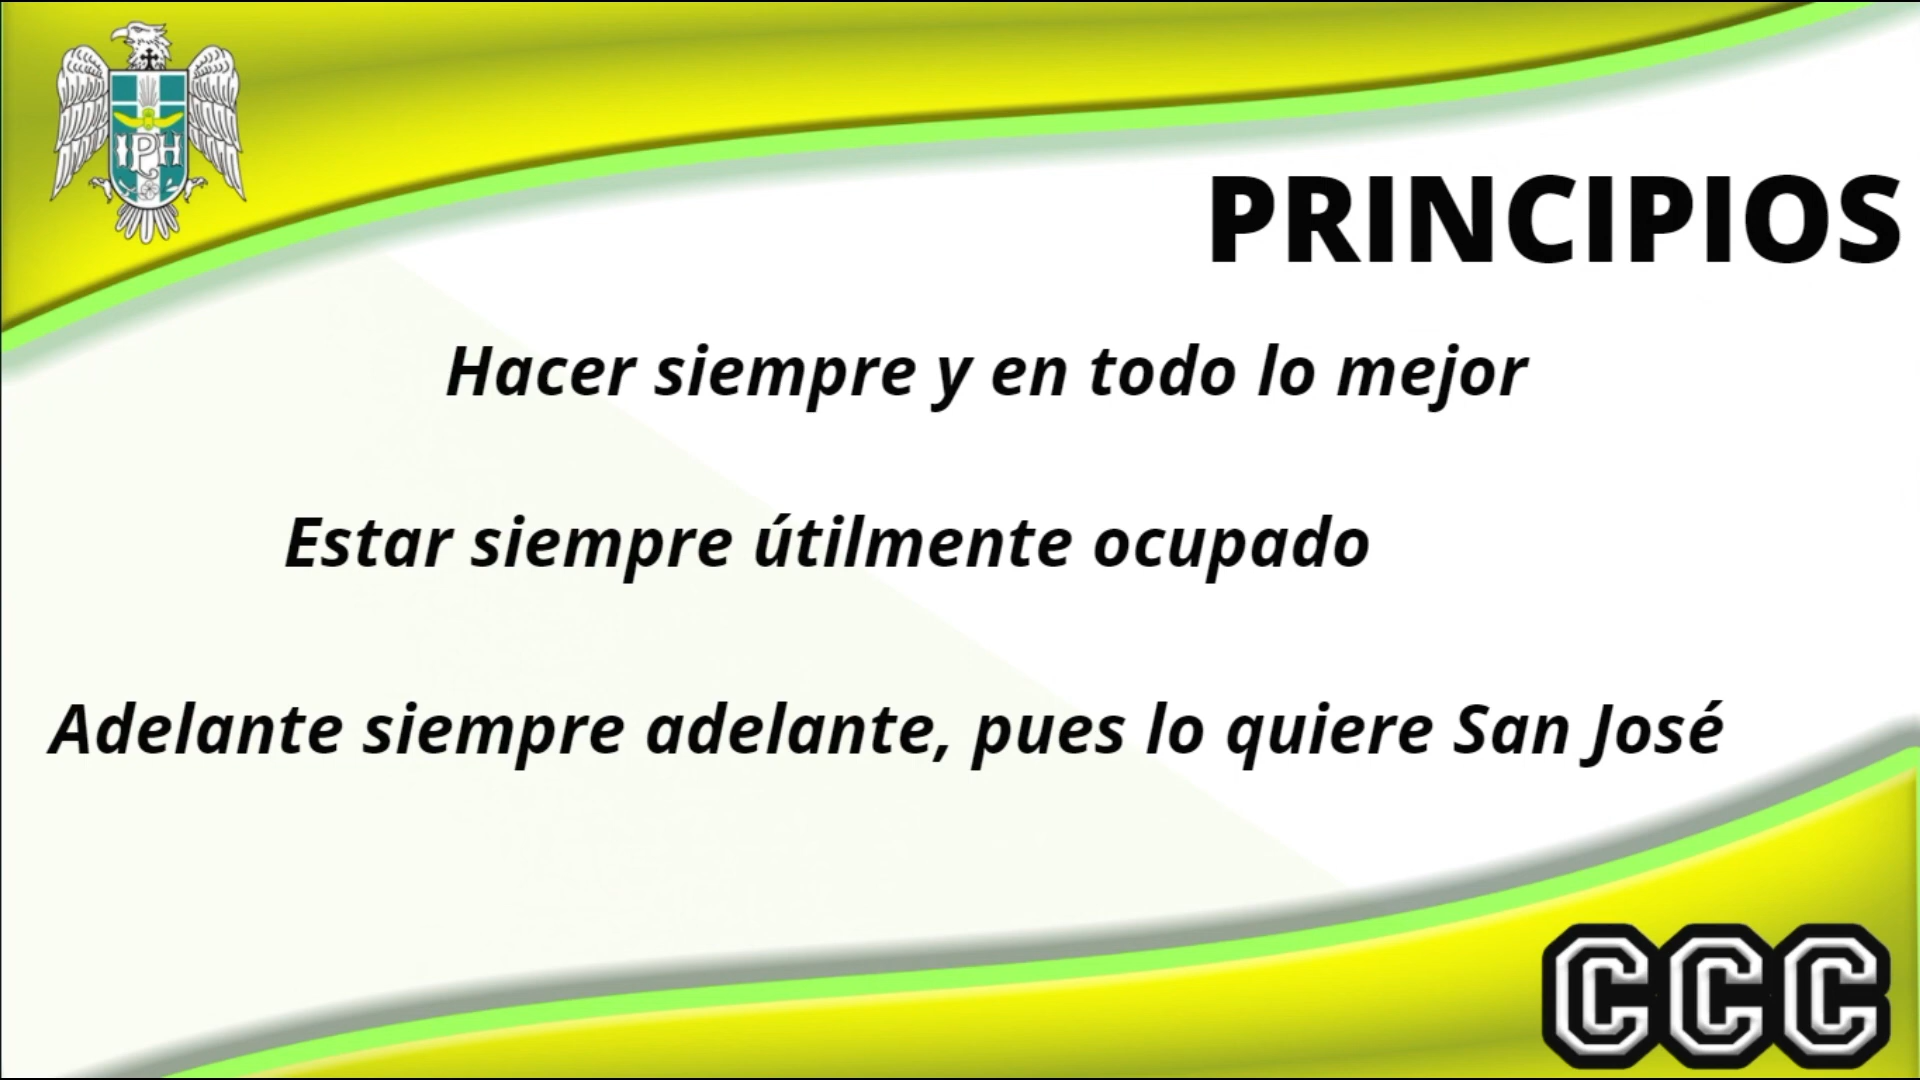 IPH
PRINCIPIOS
Hacer siempre y en todo lo mejor
Estar siempre útilmente ocupado
Adelante siempre adelante, pues lo quiere San José
CCC